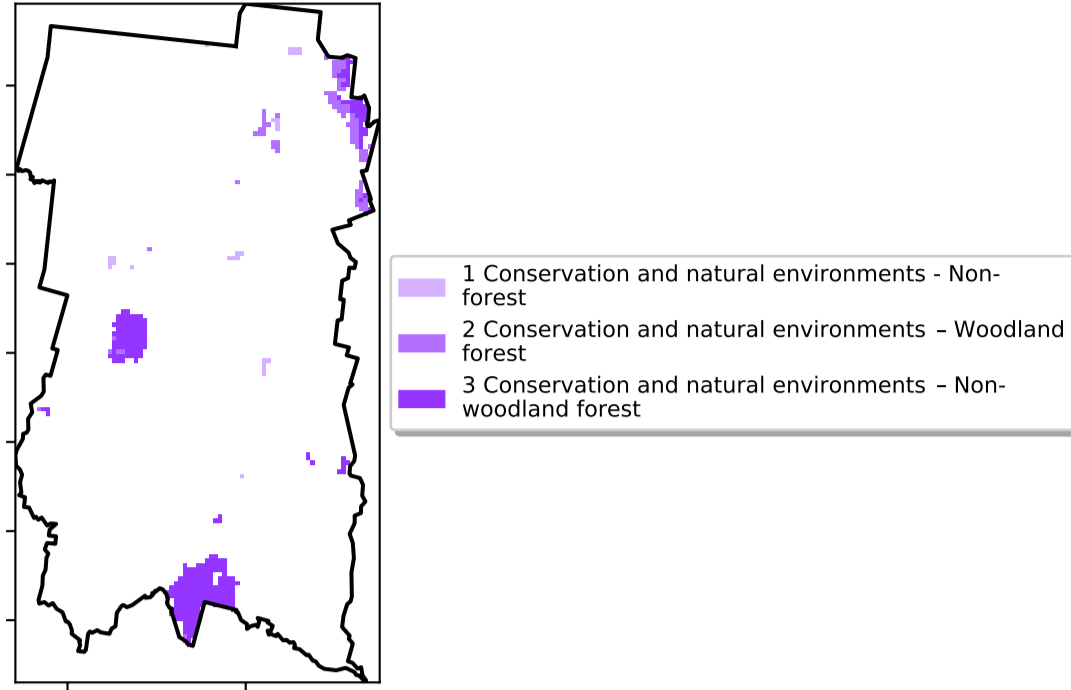 1 Conservation and natural environments - Non-
forest
2 Conservation and natural environments – Woodland
forest
3 Conservation and natural environments – Non-
woodland forest